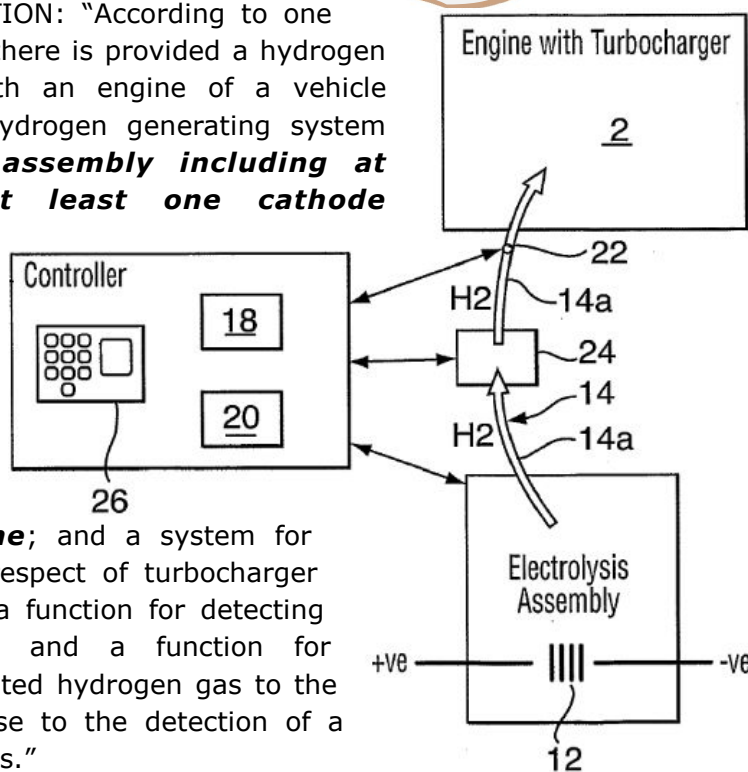 TION: “According to one
here is provided a hydrogen
th an engine of a vehicle
ydrogen generating system
assembly including at
t least one cathode
ne; and a system for
espect of turbocharger
a function for detecting
and a function for
ted hydrogen gas to the
se to the detection of a
s.”
Engine with Turbocharger
2
22
H2
14a
24
14
H2
14a
Controller
18
20
26
Electrolysis
Assembly
+ve
-ve
12